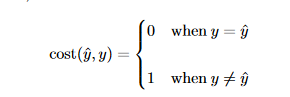 0 when y = ŷ
cost(ŷ, y) =
1 when y ≠ ŷ